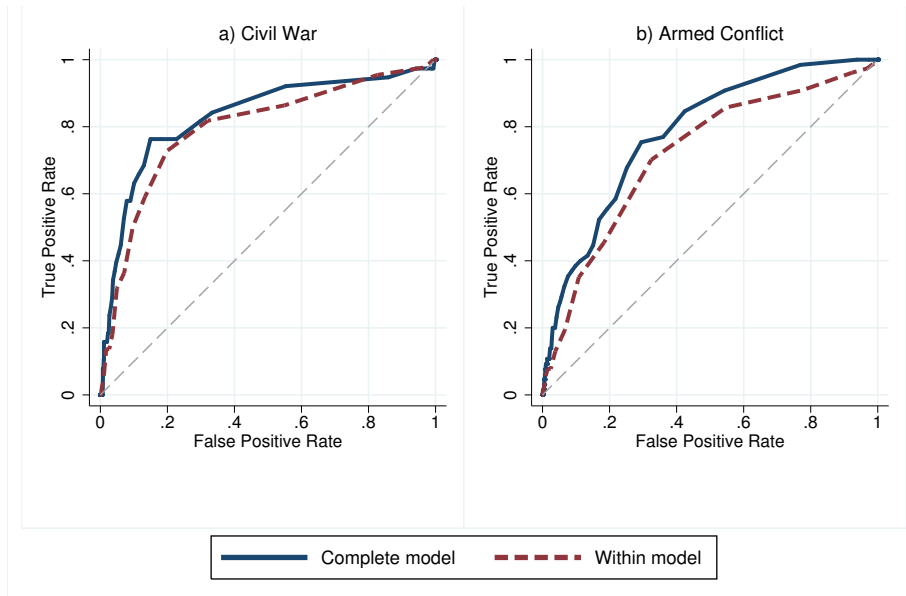 a) Civil War
True Positive Rate
0 .2 .4 .6 .8 1
0 .2 .4 .6 .8 1
False Positive Rate
b) Armed Conflict
True Positive Rate
0 .2 .4 .6 .8 1
0 .2 .4 .6 .8 1
False Positive Rate
Complete model Within model